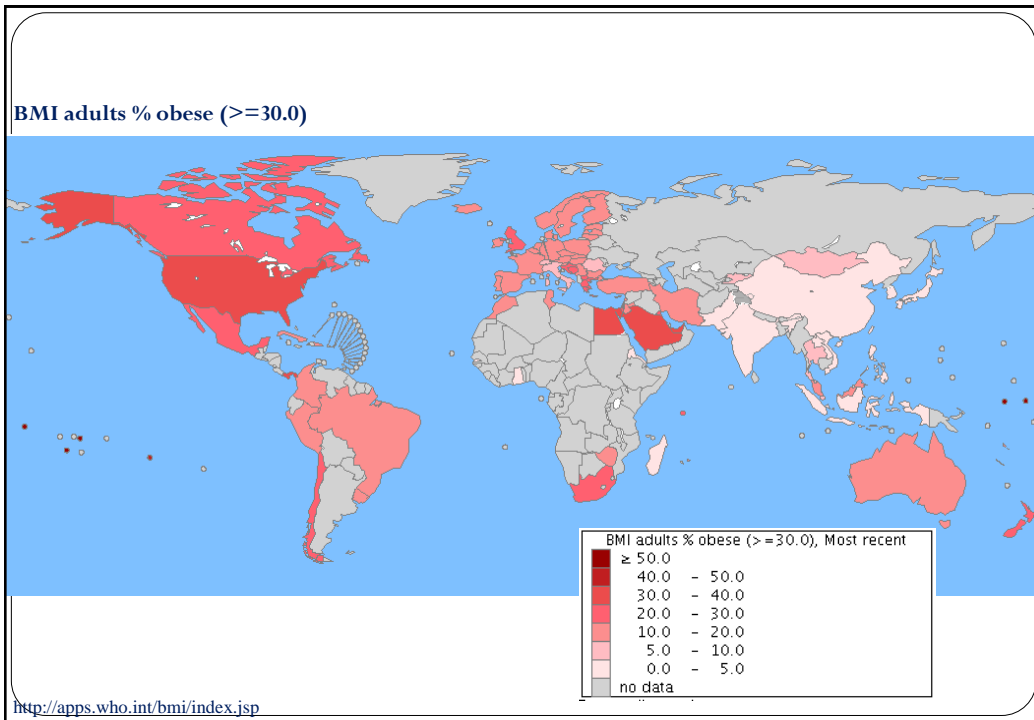 BMI adults % obese (>=30.0)
BMI adults % obese (>=30.0), Most recent
≥ 50.0
40.0 - 50.0
30.0 - 40.0
20.0 - 30.0
10.0 - 20.0
5.0 - 10.0
0.0 - 5.0
no data
http://apps.who.int/bmi/index.jsp